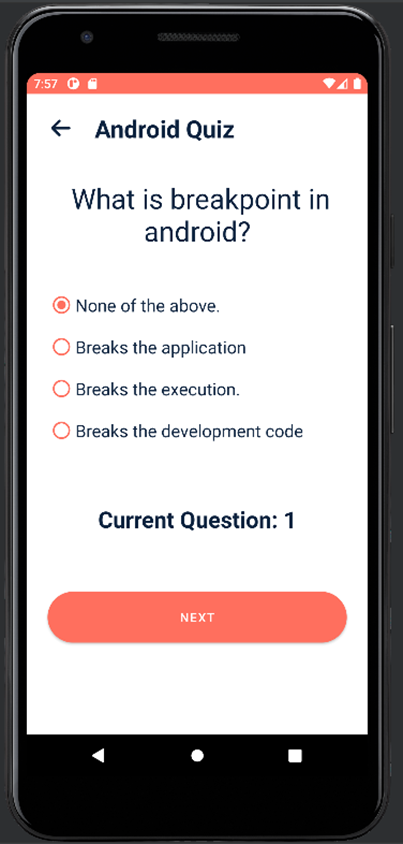 7:57
Android Quiz
What is breakpoint in
android?
None of the above.
Breaks the application
Breaks the execution.
Breaks the development code
Current Question: 1
NEXT